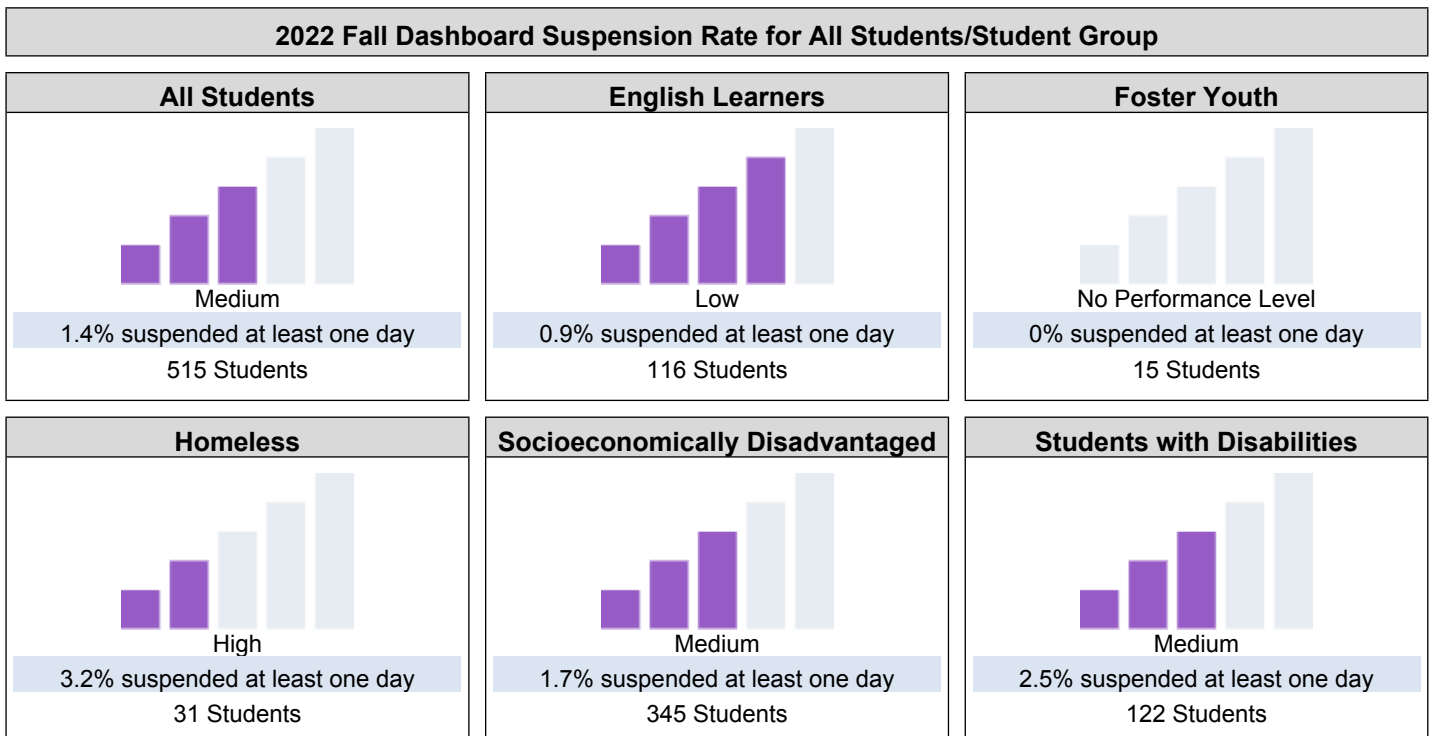 2022 Fall Dashboard Suspension Rate for All Students/Student Group
All Students
Medium
1.4% suspended at least one day
515 Students
English Learners
Low
0.9% suspended at least one day
116 Students
Foster Youth
No Performance Level
0% suspended at least one day
15 Students
Homeless
High
3.2% suspended at least one day
31 Students
Socioeconomically Disadvantaged
Medium
1.7% suspended at least one day
345 Students
Students with Disabilities
Medium
2.5% suspended at least one day
122 Students